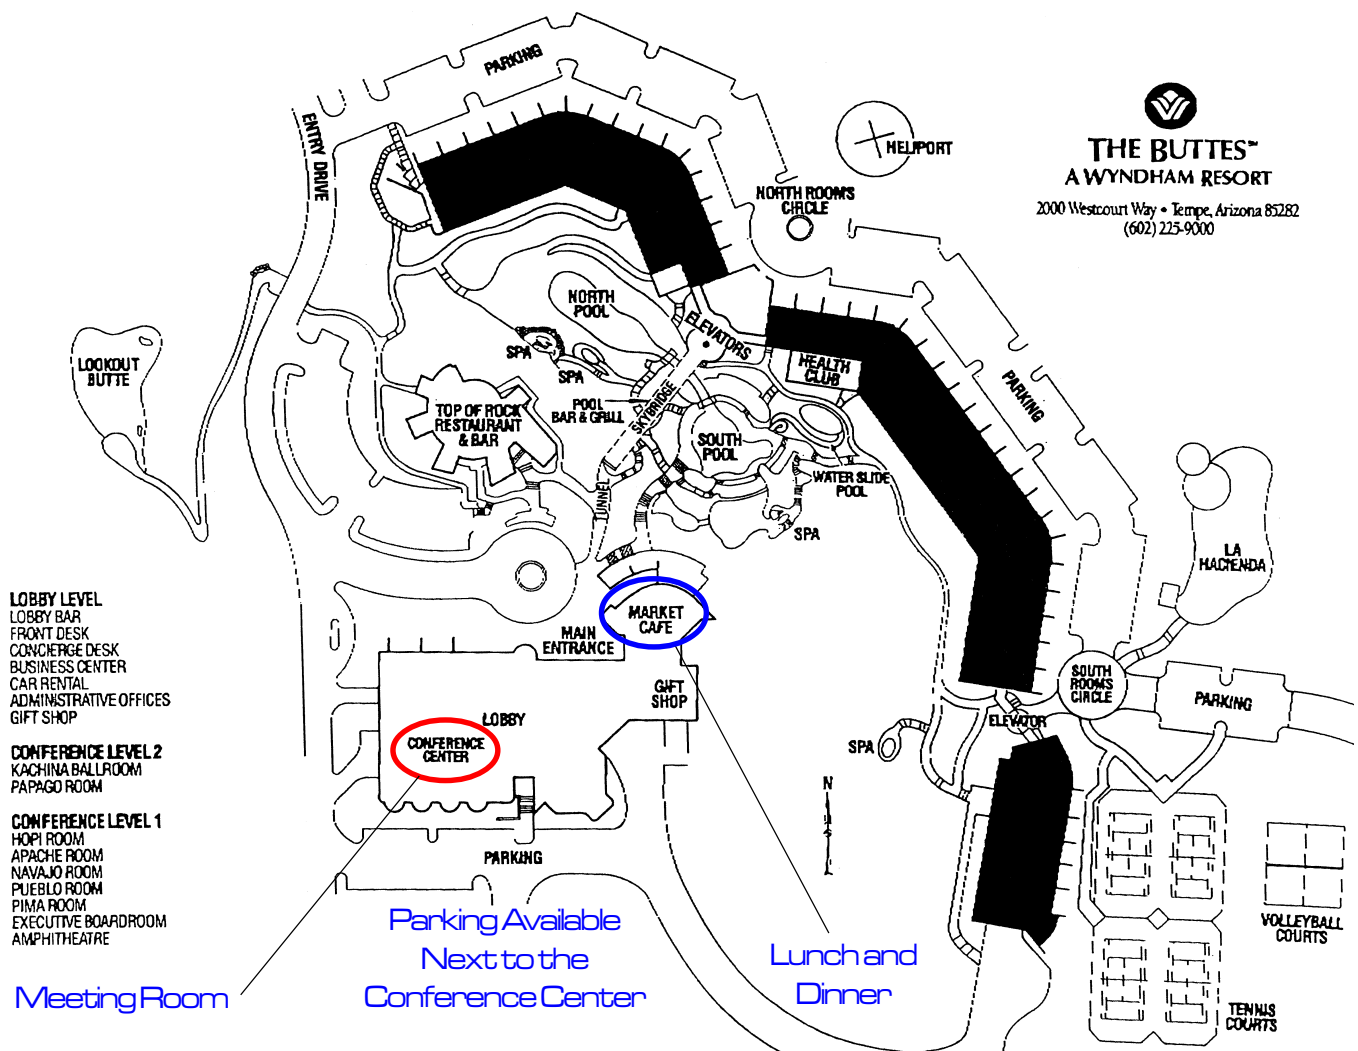 PARKING
ENTRY DRIVE
HELIPORT
THE BUTTES™
A WYNDHAM RESORT
2000 Westcourt Way • Tempe, Arizona 85282
(602) 225-9000
NORTH ROOMS
CIRCLE
NORTH
POOL
ELEVATORS
SPA
SPA
HEALTH
CLUB
LOOKOUT
BUTTE
PARKING
POOL
BAR & GRILL
SKYBRIDGE
TOP OF ROCK
RESTAURANT
& BAR
SOUTH
POOL
WATER SLIDE
POOL
TUNNEL
SPA
LA
HACIENDA
LOBBY LEVEL
LOBBY BAR
FRONT DESK
CONCIERGE DESK
BUSINESS CENTER
CAR RENTAL
ADMINISTRATIVE OFFICES
GIFT SHOP
MARKET
CAFE
MAIN
ENTRANCE
GIFT
SHOP
SOUTH
ROOMS
CIRCLE
PARKING
LOBBY
ELEVATOR
CONFERENCE
CENTER
SPA
CONFERENCE LEVEL 2
KACHINA BALLROOM
PAPAGO ROOM
N
S
CONFERENCE LEVEL 1
HOPI ROOM
APACHE ROOM
NAVAJO ROOM
PUEBLO ROOM
PIMA ROOM
EXECUTIVE BOARDROOM
AMPHITHEATRE
PARKING
Parking Available
Next to the
Conference Center
VOLLEYBALL
COURTS
Lunch and
Dinner
Meeting Room
TENNIS
COURTS